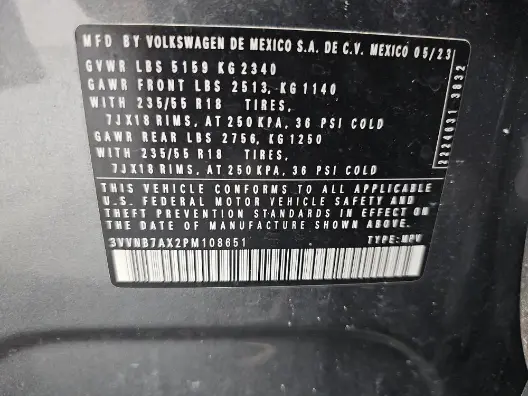 MFD BY VOLKSWAGEN DE MEXICO S.A. DE C.V. MEXICO 05/23
GVWR LBS 5159 KG 2340
GAWR FRONT LBS 2513, KG 1140
WITH 235/55 R18 TIRES,
7JX18 RIMS, AT 250 KPA, 36 PSI COLD
GAWR REAR LBS 2756, KG 1250
WITH 235/55 R18 TIRES,
7JX18 RIMS, AT 250 KPA, 36 PSI COLD
THIS VEHICLE CONFORMS TO ALL APPLICABLE
U.S. FEDERAL MOTOR VEHICLE SAFETY AND
THEFT PREVENTION STANDARDS IN EFFECT ON
THE DATE OF MANUFACTURE SHOWN ABOVE.
3VVNB7AX2PM108651 TYPE: MPV
2224031 3832